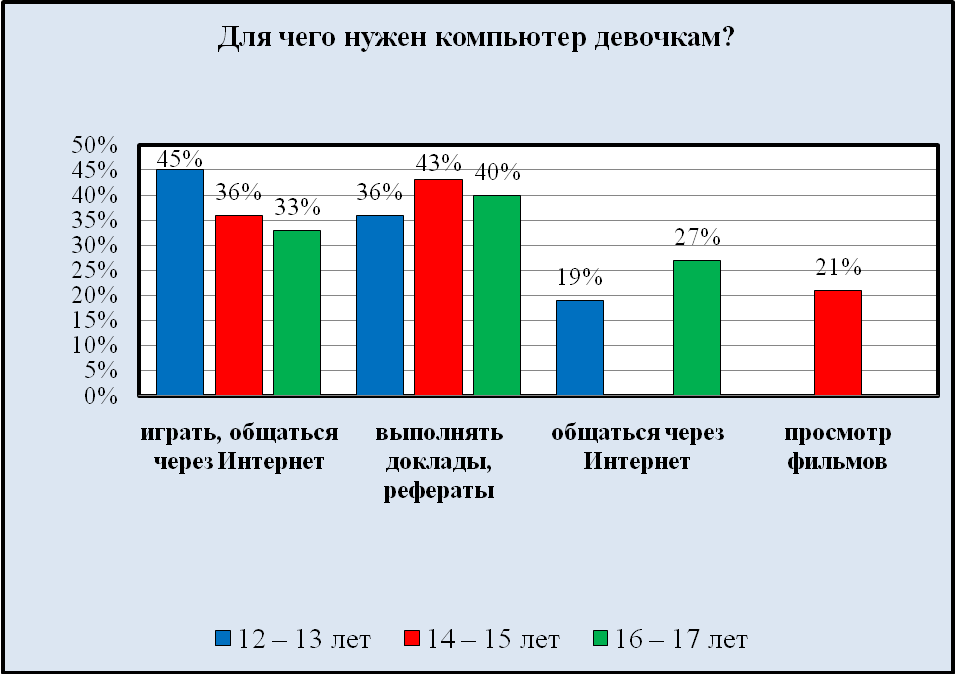 Для чего нужен компьютер девочкам?
50%
45%
40%
35%
30%
25%
20%
15%
10%
5%
0%
45%
36%
33%
36%
43%
40%
19%
27%
21%
играть, общаться
через Интернет
выполнять
доклады,
рефераты
общаться через
Интернет
просмотр
фильмов
12 – 13 лет
14 – 15 лет
16 – 17 лет